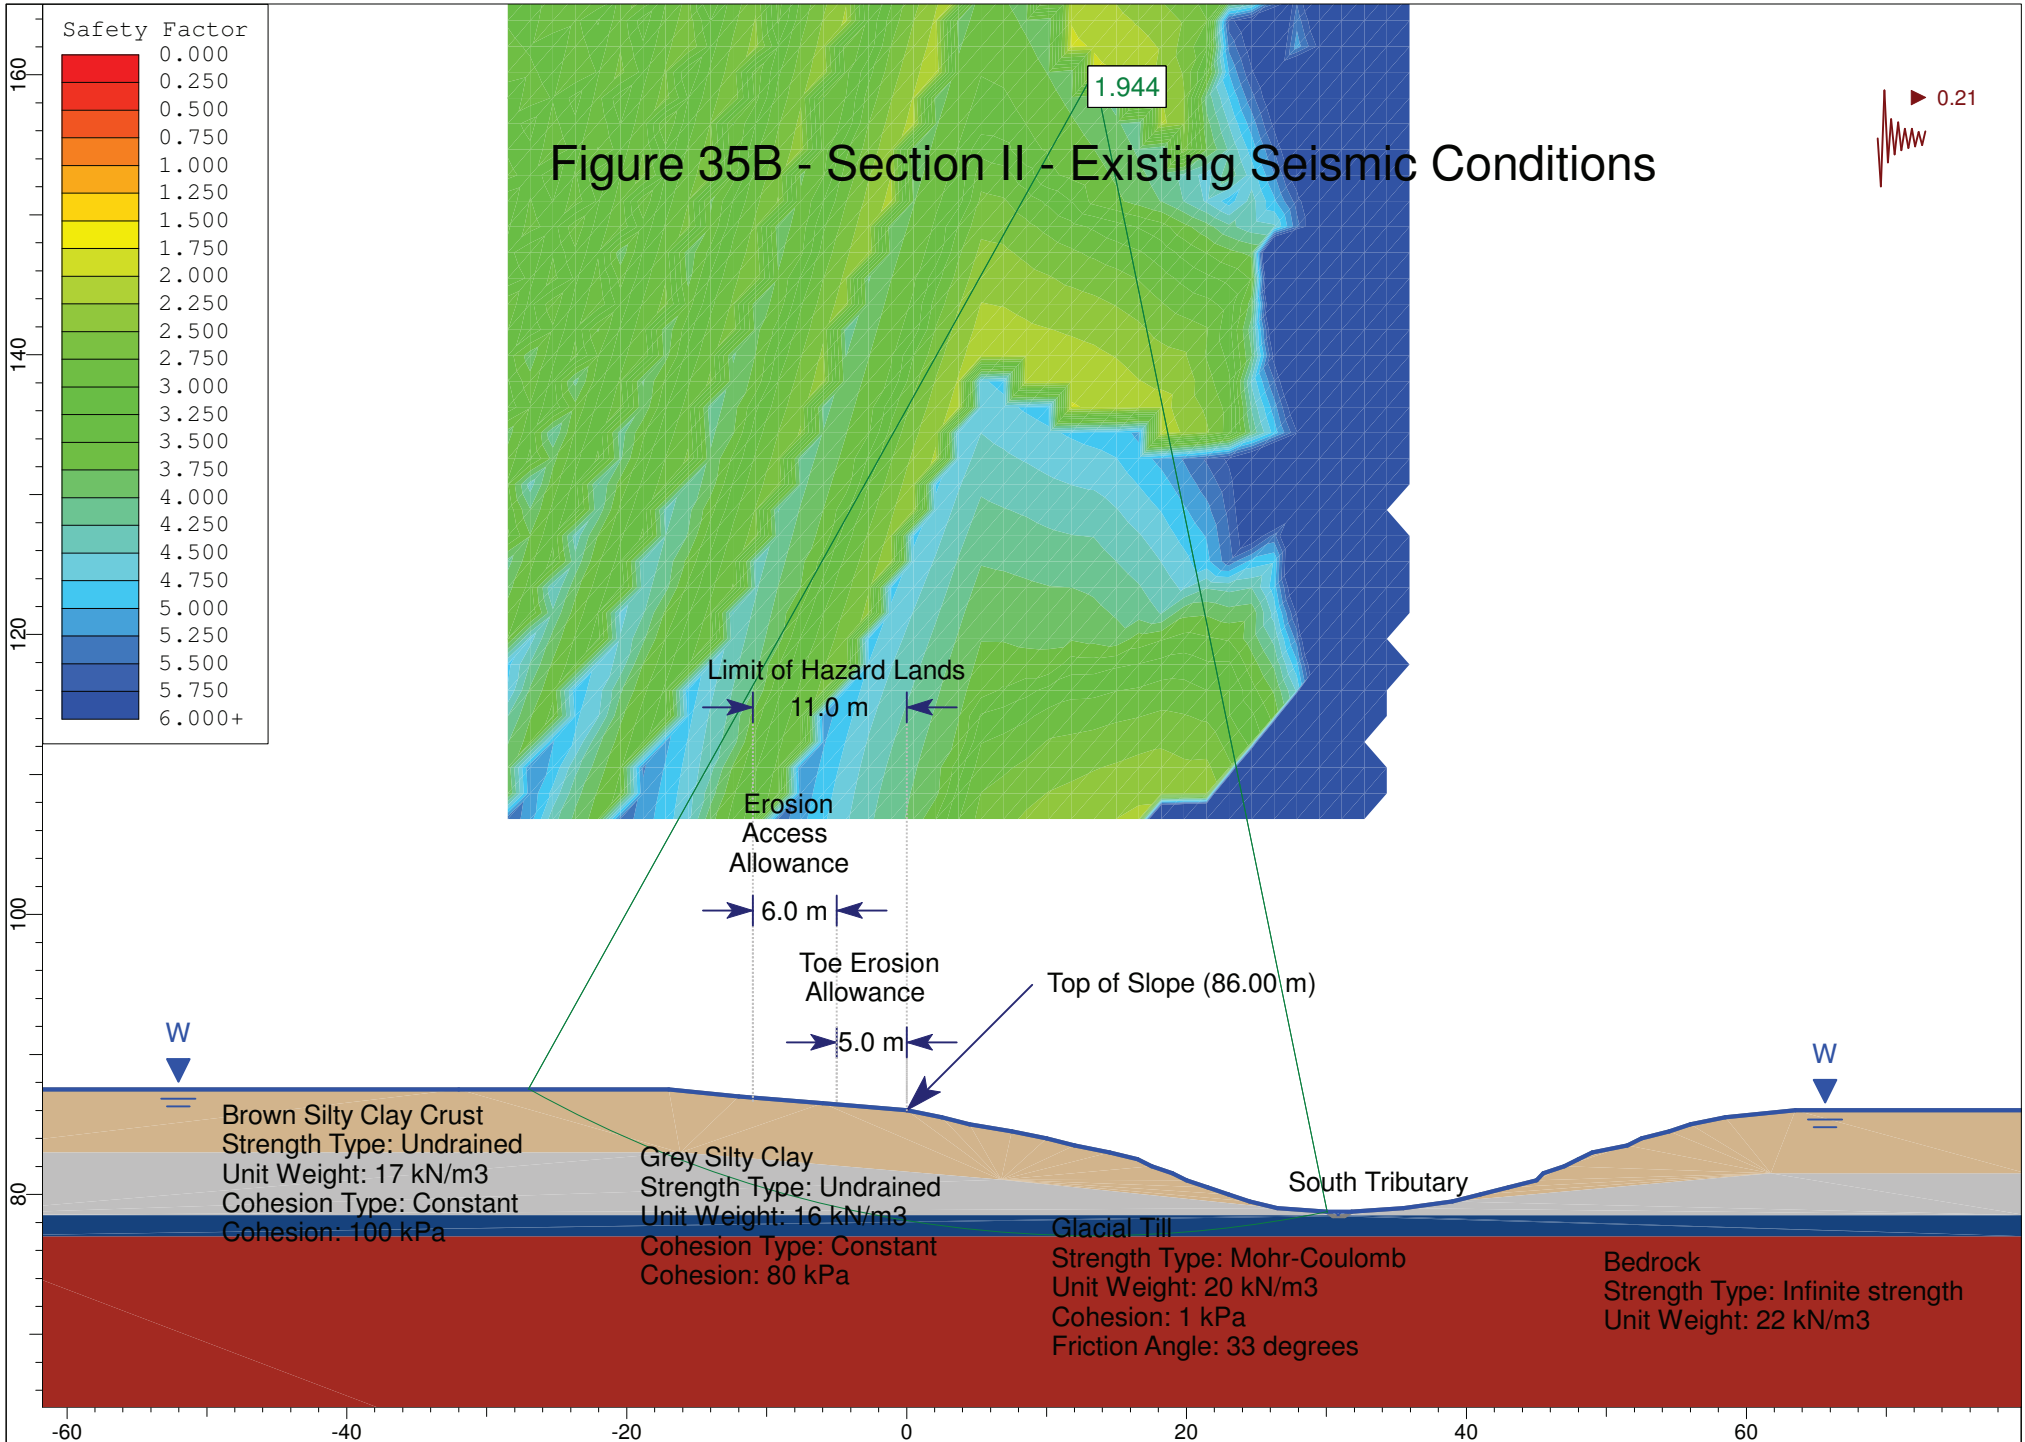 Safety Factor
0.000
0.250
0.500
0.750
1.000
1.250
1.500
1.750
2.000
2.250
2.500
2.750
3.000
3.250
3.500
3.750
4.000
4.250
4.500
4.750
5.000
5.250
5.500
5.750
6.000+
1.944
0.21
Figure 35B - Section II - Existing Seismic Conditions
Limit of Hazard Lands
11.0 m
Erosion
Access
Allowance
6.0 m
Toe Erosion
Allowance
5.0 m
Top of Slope (86.00 m)
W
W
Brown Silty Clay Crust
Strength Type: Undrained
Unit Weight: 17 kN/m3
Cohesion Type: Constant
Cohesion: 100 kPa
Grey Silty Clay
Strength Type: Undrained
Unit Weight: 16 kN/m3
Cohesion Type: Constant
Cohesion: 80 kPa
South Tributary
Glacial Till
Strength Type: Mohr-Coulomb
Unit Weight: 20 kN/m3
Cohesion: 1 kPa
Friction Angle: 33 degrees
Bedrock
Strength Type: Infinite strength
Unit Weight: 22 kN/m3
160
140
120
100
80
-60
-40
-20
0
20
40
60